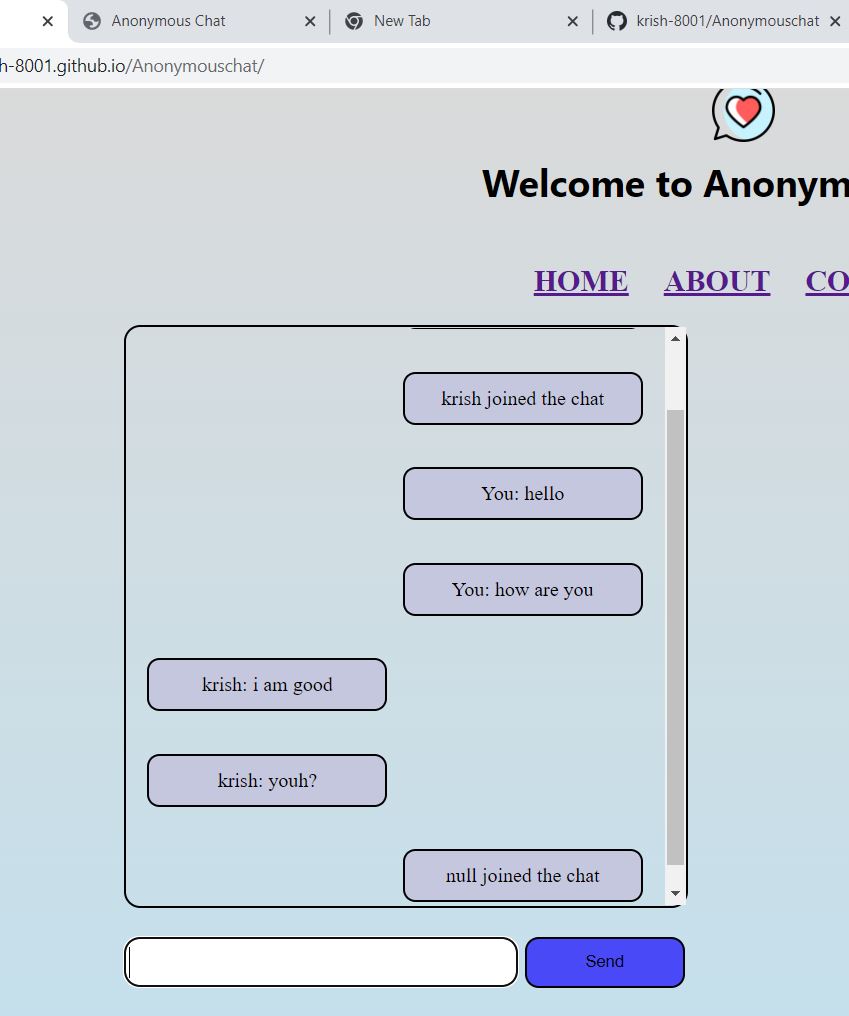 Anonymous Chat
New Tab
krish-8001/Anonymouschat
h-8001.github.io/Anonymouschat/
Welcome to Anonym
HOME ABOUT CO
krish joined the chat
You: hello
You: how are you
krish: i am good
krish: youh?
null joined the chat
Send